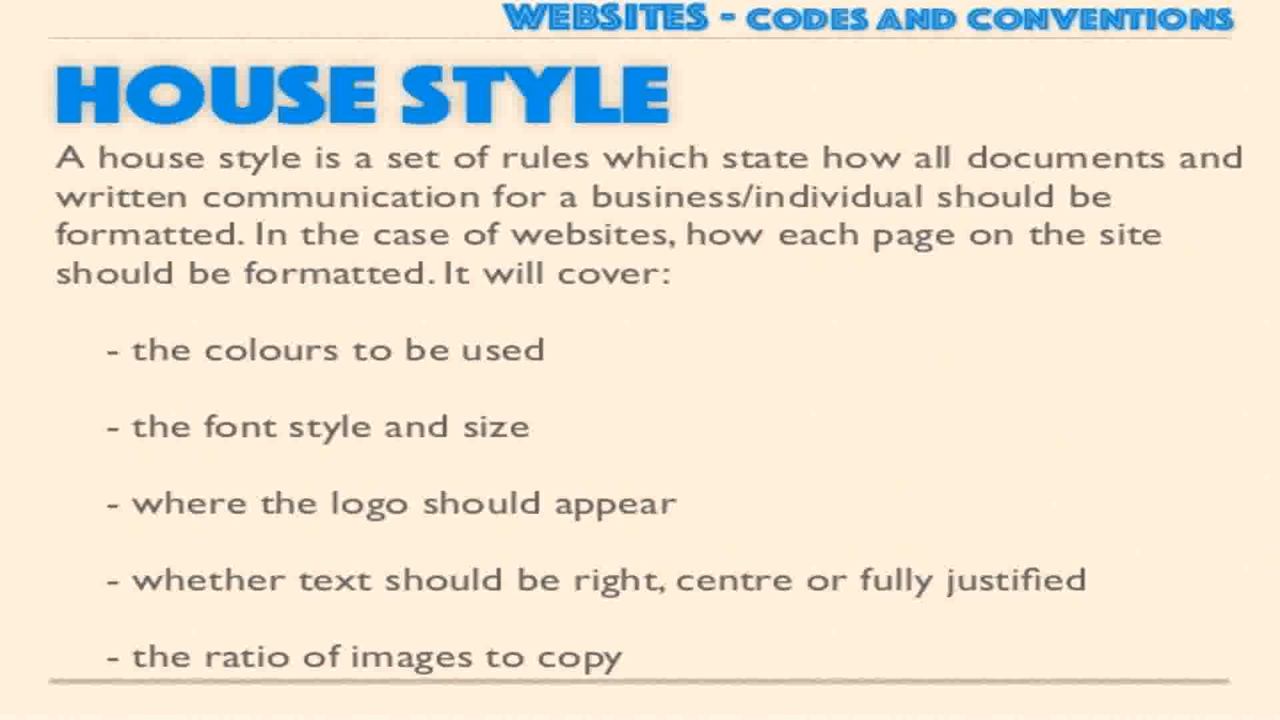 WEBSITES - CODES AND CONVENTIONS
HOUSE STYLE
A house style is a set of rules which state how all documents and
written communication for a business/individual should be
formatted. In the case of websites, how each page on the site
should be formatted. It will cover:
- the colours to be used
- the font style and size
- where the logo should appear
- whether text should be right, centre or fully justified
- the ratio of images to copy